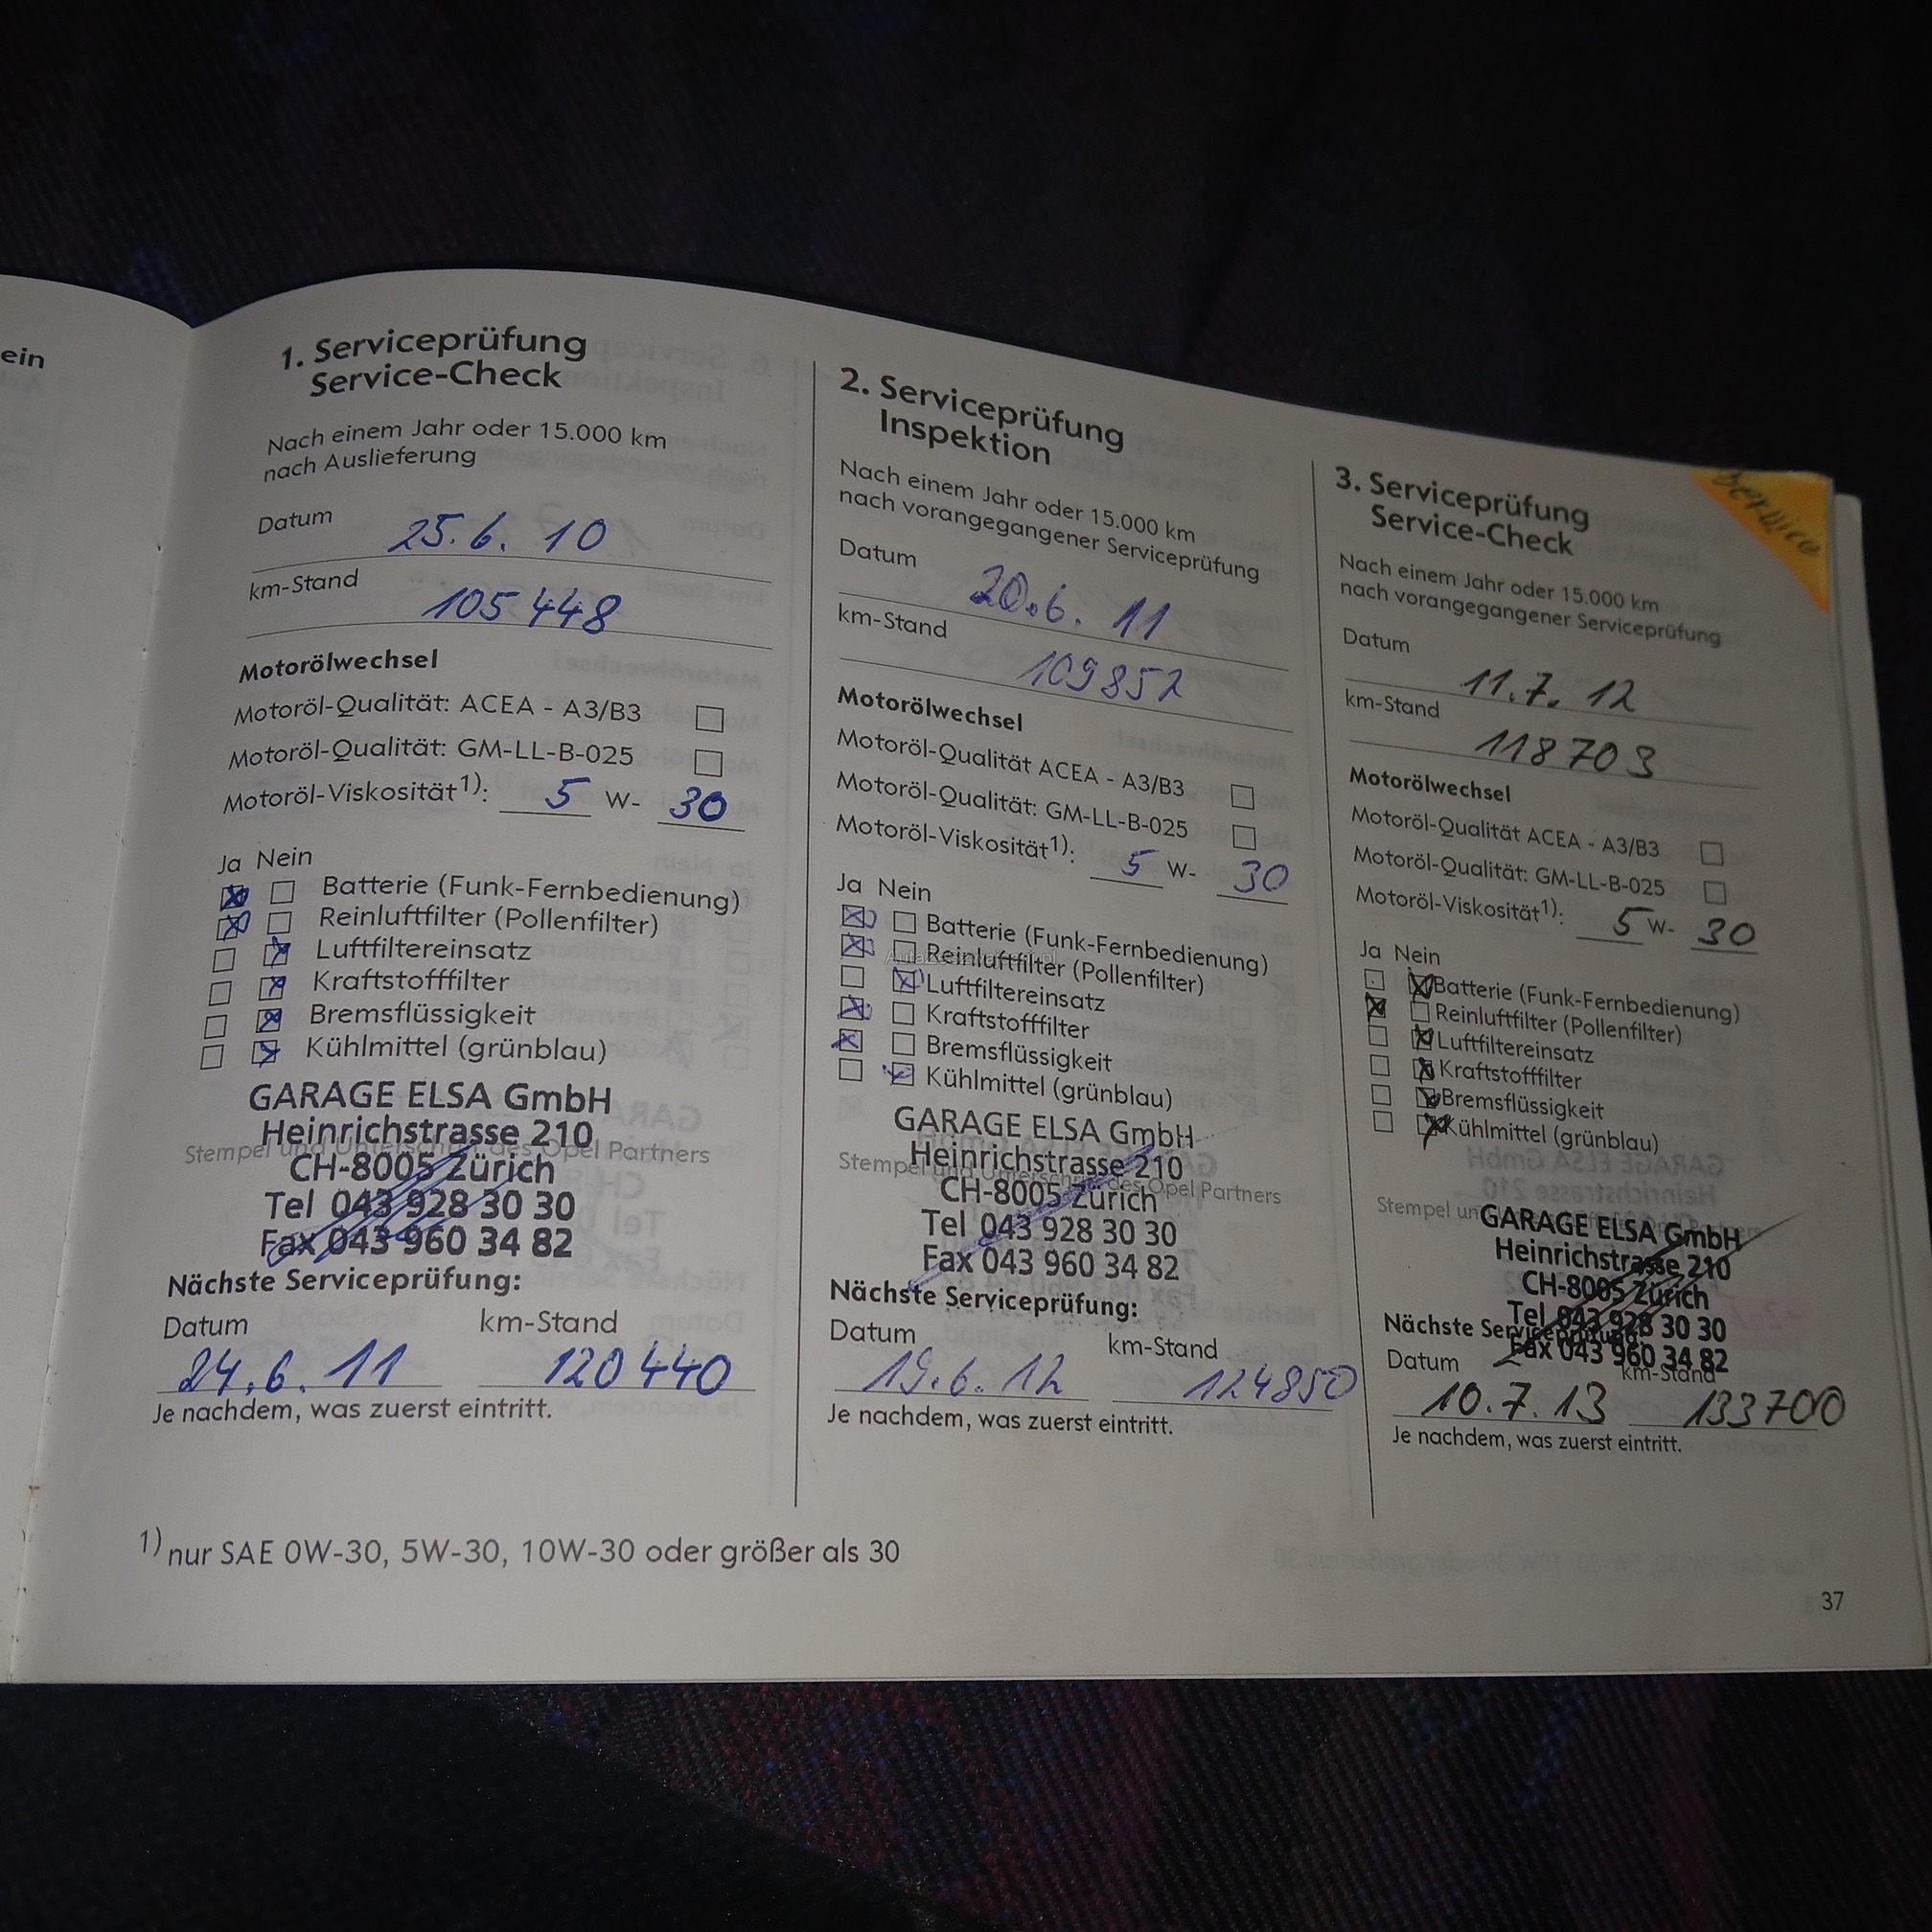 ein
1. Serviceprüfung
Service-Check
Nach einem Jahr oder 15.000 km
nach Auslieferung
Datum
25.6. 10
km-Stand
105 448
Motorölwechsel
Motoröl-Qualität: ACEA - A3/B3
Motoröl-Qualität: GM-LL-B-025
Motoröl-Viskosität1): 5 W- 30
Ja Nein
Batterie (Funk-Fernbedienung)
Reinluftfilter (Pollenfilter)
Luftfiltereinsatz
Kraftstofffilter
Bremsflüssigkeit
Kühlmittel (grünblau)
GARAGE ELSA GmbH
Heinrichstrasse 210
Stempel und Unterschrift des Opel Partners
CH-8005 Zürich
Tel 043 928 30 30
Fax 043 960 34 82
Nächste Serviceprüfung:
Datum km-Stand
24.6. 11 120 440
Je nachdem, was zuerst eintritt.
2. Serviceprüfung
Inspektion
Nach einem Jahr oder 15.000 km
nach vorangegangener Serviceprüfung
Datum
20.6. 11
km-Stand
109852
Motorölwechsel
Motoröl-Qualität ACEA - A3/B3
Motoröl-Qualität: GM-LL-B-025
Motoröl-Viskosität1): 5 W- 30
Ja Nein
Batterie (Funk-Fernbedienung)
Reinluftfilter (Pollenfilter)
Luftfiltereinsatz
Kraftstofffilter
Bremsflüssigkeit
Kühlmittel (grünblau)
GARAGE ELSA GmbH
Heinrichstrasse 210
Stempel und Unterschrift des Opel Partners
CH-8005 Zürich
Tel 043 928 30 30
Fax 043 960 34 82
Nächste Serviceprüfung:
Datum km-Stand
19.6. 12 124850
Je nachdem, was zuerst eintritt.
Service
3. Serviceprüfung
Service-Check
Nach einem Jahr oder 15.000 km
nach vorangegangener Serviceprüfung
Datum
11.7. 12
km-Stand
118703
Motorölwechsel
Motoröl-Qualität ACEA - A3/B3
Motoröl-Qualität: GM-LL-B-025
Motoröl-Viskosität1): 5 W- 30
Ja Nein
Batterie (Funk-Fernbedienung)
Reinluftfilter (Pollenfilter)
Luftfiltereinsatz
Kraftstofffilter
Bremsflüssigkeit
Kühlmittel (grünblau)
Stempel
GARAGE ELSA GmbH
Heinrichstrasse 210
CH-8005 Zürich
Tel 043 928 30 30
Nächste Serviceprüfung:
Fax 043 960 34 82
Datum km-Stand
10.7.13 133700
Je nachdem, was zuerst eintritt.
1) nur SAE 0W-30, 5W-30, 10W-30 oder größer als 30
37